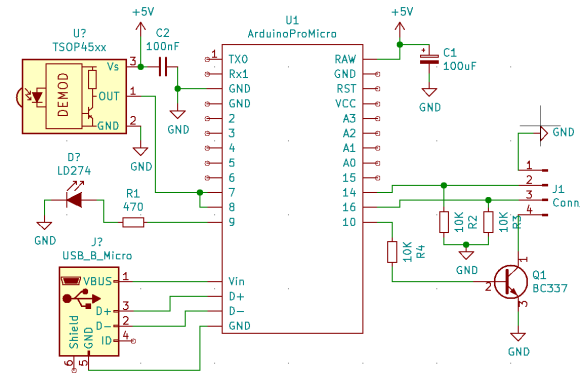 +5V
U?
TSOP45xx
C2
100nF
U1
ArduinoProMicro
+5V
C1
100uF
GND
Vs
3
OUT
1
GND
2
DEMOD
GND
GND
1
TX0
Rx1
GND
GND
2
3
4
5
6
7
8
9
Vin
D+
D-
GND
RAW
GND
RST
VCC
A3
A2
A1
A0
15
14
16
10
GND
1
2
3
4
J1
Conn
D?
LD274
GND
R1
470
10K
R2
10K
R3
GND
10K
R4
Q1
BC337
1
2
3
GND
J?
USB_B_Micro
VBUS
1
D+
3
D-
2
ID
4
Shield
6
GND
5